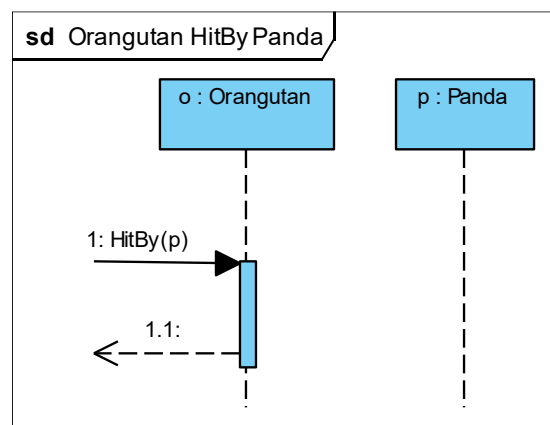 sd Orangutan HitBy Panda
o : Orangutan
p : Panda
1: HitBy(p)
1.1: